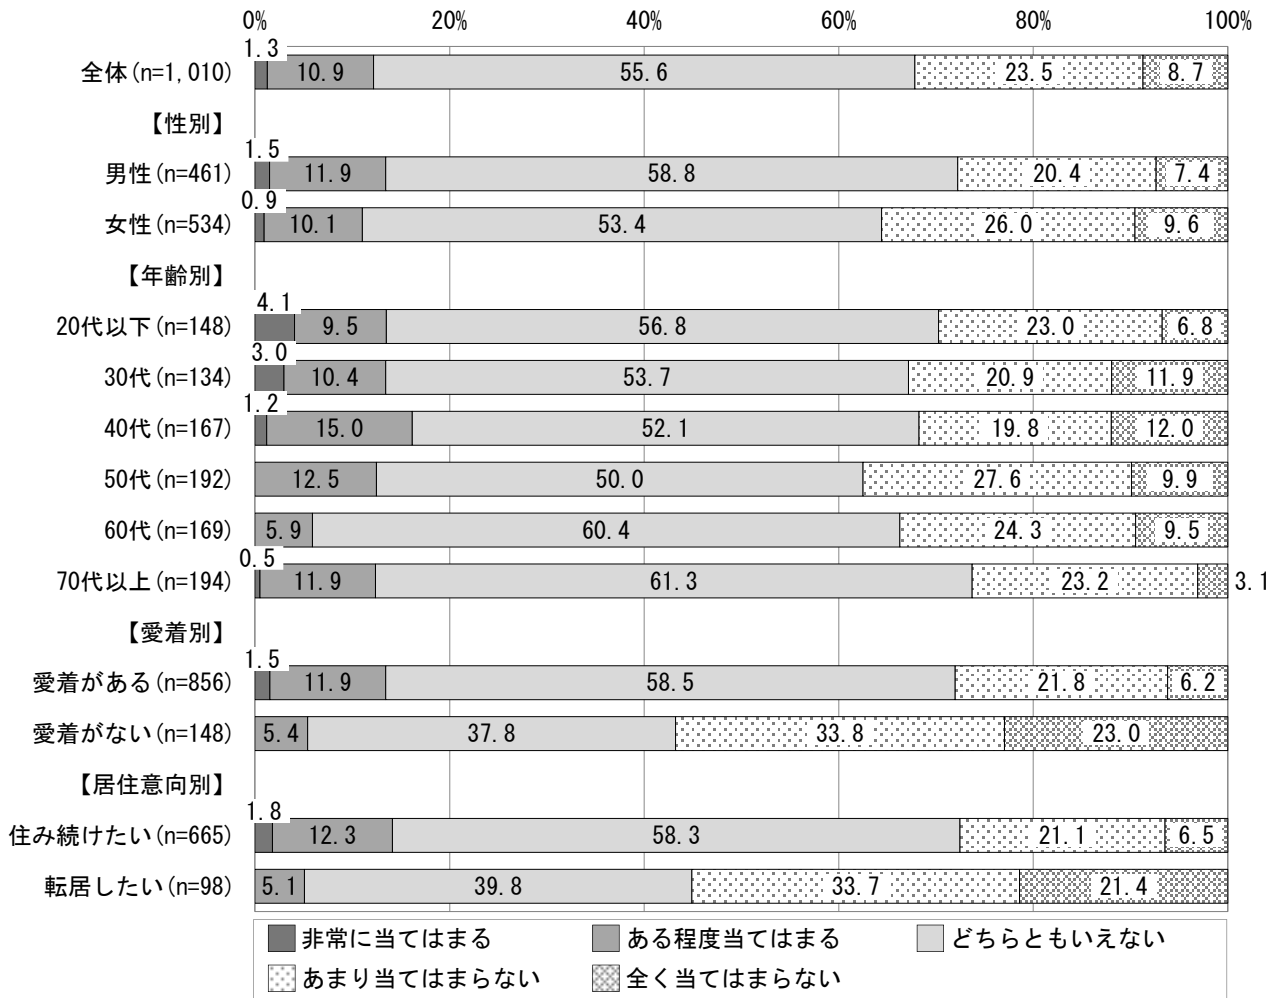 0% 20% 40% 60% 80% 100%
全体(n=1,010) 1.3 10.9 55.6 23.5 8.7
【性別】
男性(n=461) 1.5 11.9 58.8 20.4 7.4
女性(n=534) 0.9 10.1 53.4 26.0 9.6
【年齢別】
20代以下(n=148) 4.1 9.5 56.8 23.0 6.8
30代(n=134) 3.0 10.4 53.7 20.9 11.9
40代(n=167) 1.2 15.0 52.1 19.8 12.0
50代(n=192) 12.5 50.0 27.6 9.9
60代(n=169) 5.9 60.4 24.3 9.5
70代以上(n=194) 0.5 11.9 61.3 23.2 3.1
【愛着別】
愛着がある(n=856) 1.5 11.9 58.5 21.8 6.2
愛着がない(n=148) 5.4 37.8 33.8 23.0
【居住意向別】
住み続けたい(n=665) 1.8 12.3 58.3 21.1 6.5
転居したい(n=98) 5.1 39.8 33.7 21.4
非常に当てはまる ある程度当てはまる どちらともいえない
あまり当てはまらない 全く当てはまらない